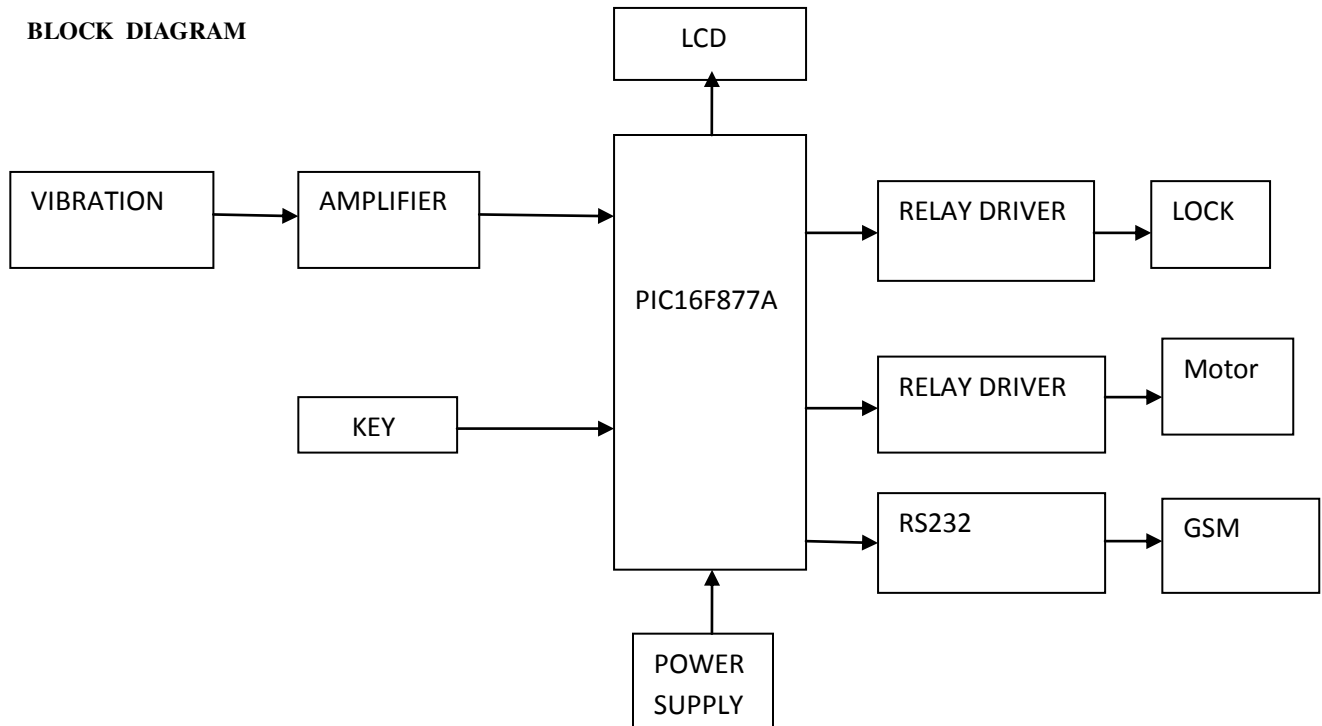 BLOCK DIAGRAM
LCD
VIBRATION
AMPLIFIER
RELAY DRIVER
LOCK
PIC16F877A
KEY
RELAY DRIVER
Motor
RS232
GSM
POWER
SUPPLY